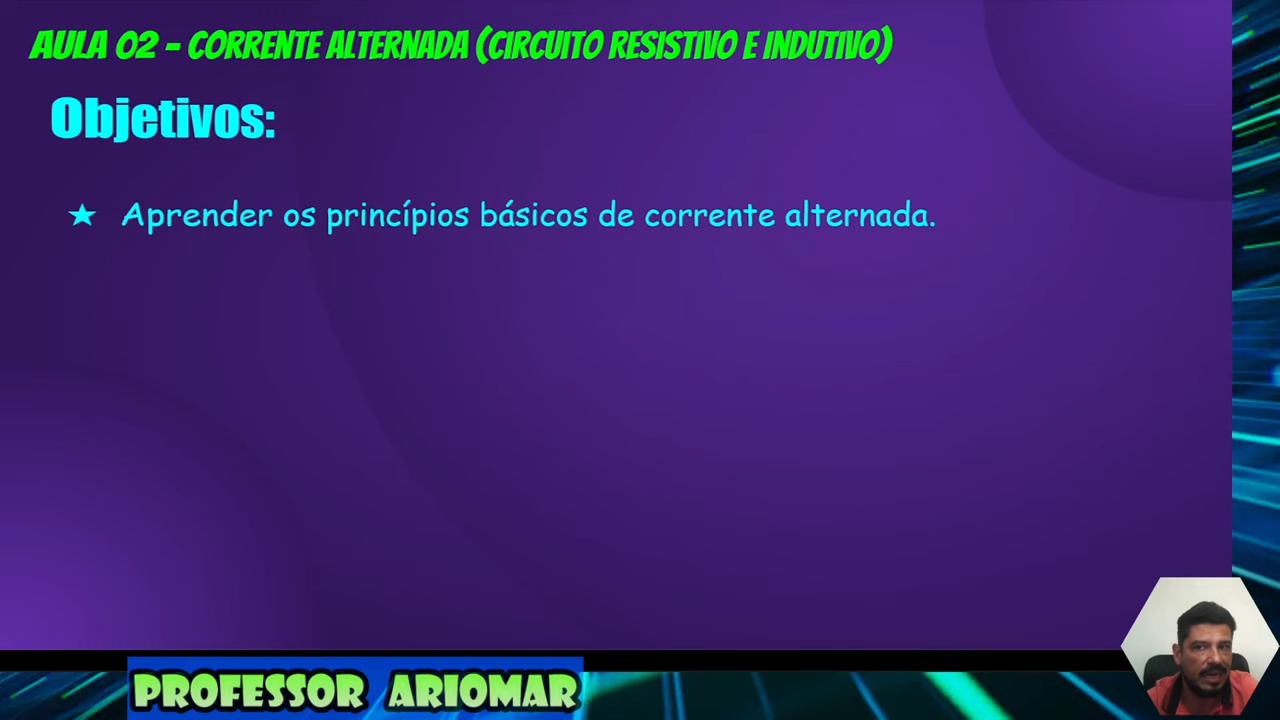 AULA 02 - CORRENTE ALTERNADA (CIRCUITO RESISTIVO E INDUTIVO)
Objetivos:
★ Aprender os princípios básicos de corrente alternada.
PROFESSOR ARIOMAR